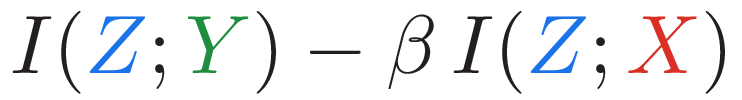 I(Z; Y) − β I(Z; X)